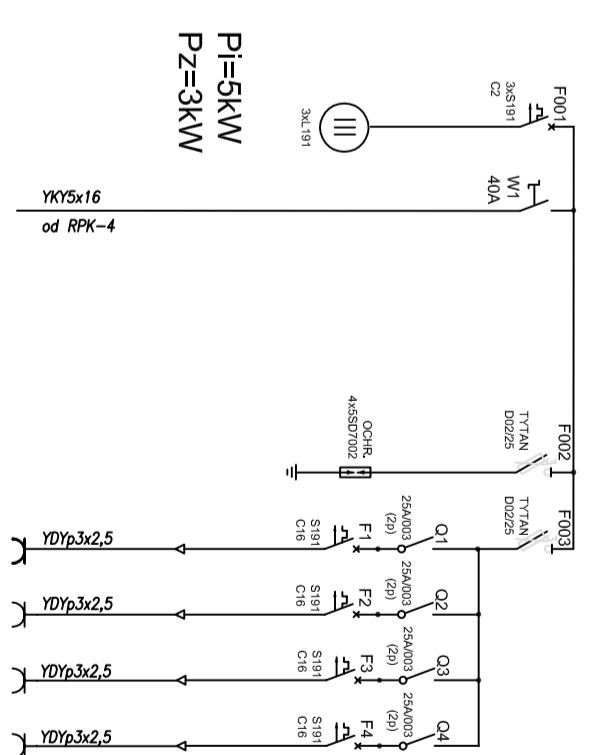 F001
3xS191
C2
3xL191
Pi=5kW
Pz=3kW
W1
40A
YKY5x16
od RPK-4
F002
TYTAN
D02/25
OCHR.
4x5SD7002
F003
TYTAN
D02/25
Q1
25A/003
(2p)
F1
S191
C16
YDYp3x2,5
Q2
25A/003
(2p)
F2
S191
C16
YDYp3x2,5
Q3
25A/003
(2p)
F3
S191
C16
YDYp3x2,5
Q4
25A/003
(2p)
F4
S191
C16
YDYp3x2,5